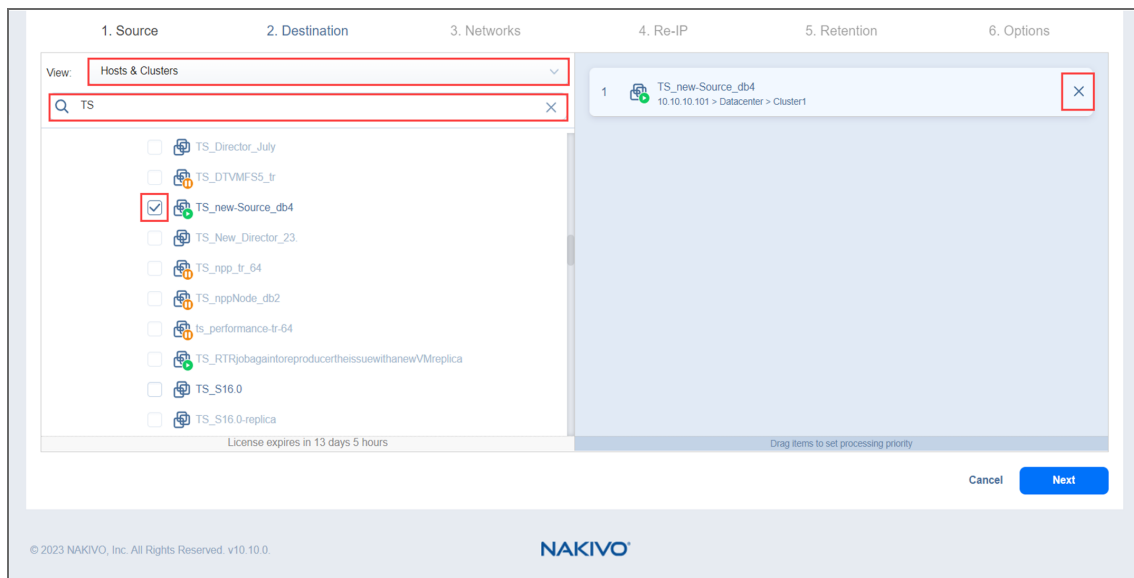 1. Source 2. Destination 3. Networks 4. Re-IP 5. Retention 6. Options
View: Hosts & Clusters
TS
TS_Director_July
TS_DTVMFS5_tr
TS_new-Source_db4
TS_New_Director_23.
TS_npp_tr_64
TS_nppNode_db2
ts_performance-tr-64
TS_RTRjobagaintoreproducertheissuewithanewVMreplica
TS_S16.0
TS_S16.0-replica
License expires in 13 days 5 hours
1 TS_new-Source_db4
10.10.10.101 > Datacenter > Cluster1
Drag items to set processing priority
Cancel Next
© 2023 NAKIVO, Inc. All Rights Reserved. v10.10.0.
NAKIVO®